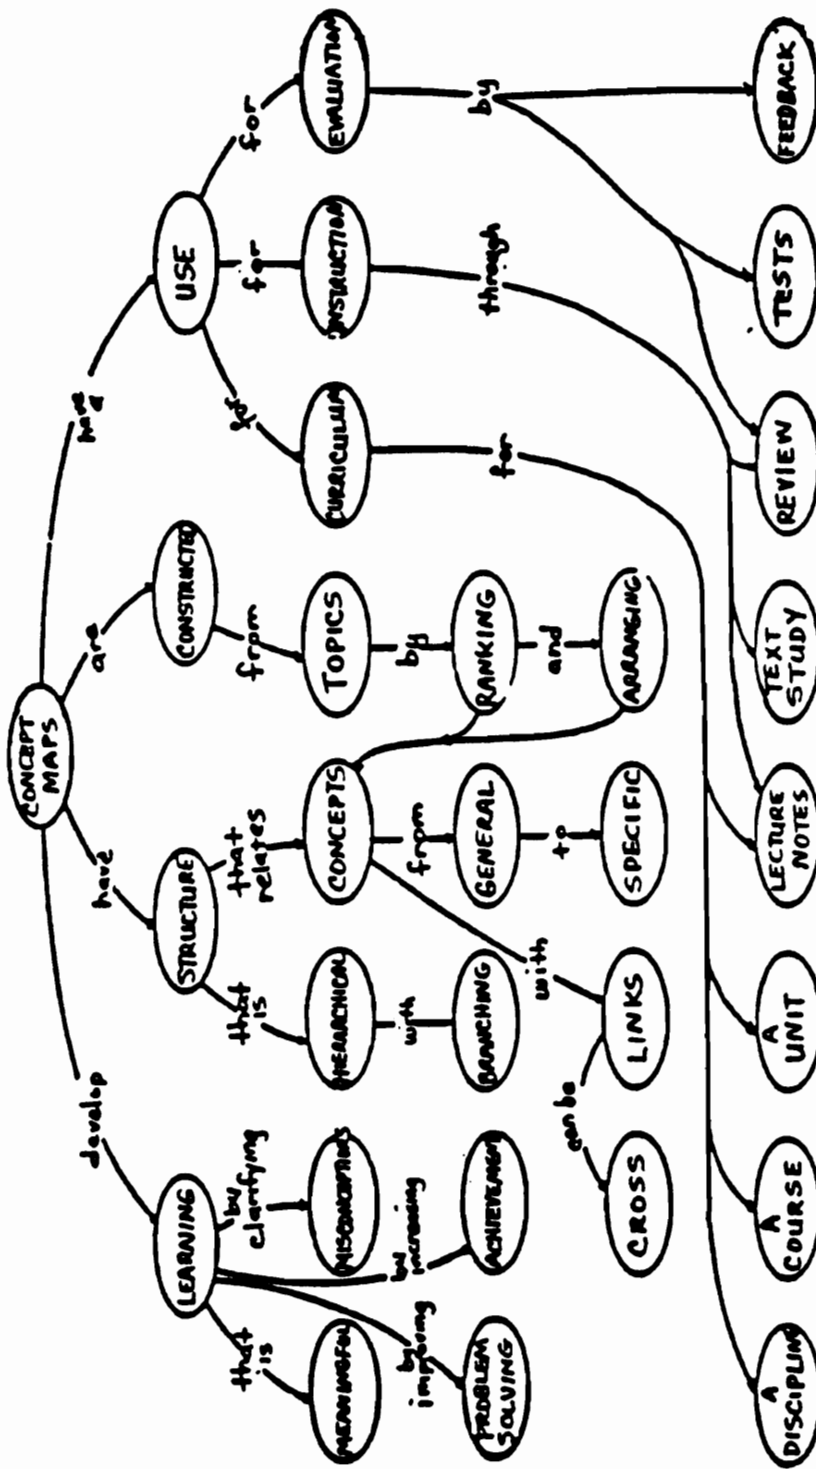 CONCEPT
MAPS
develop
have
are
have
a
LEARNING
STRUCTURE
CONSTRUCTED
USE
that
is
by
clarifying
by increasing
by
improving
that
is
that
relates
from
for
for
for
MEANINGFUL
MISCONCEPTIONS
HIERARCHICAL
CONCEPTS
TOPICS
CURRICULUM
INSTRUCTION
EVALUATION
with
from
by
for
through
by
PROBLEM
SOLVING
ACHIEVEMENT
BRANCHING
GENERAL
RANKING
with
to
and
can be
CROSS
LINKS
SPECIFIC
ARRANGING
A
DISCIPLINE
A
COURSE
A
UNIT
LECTURE
NOTES
TEXT
STUDY
REVIEW
TESTS
FEEDBACK